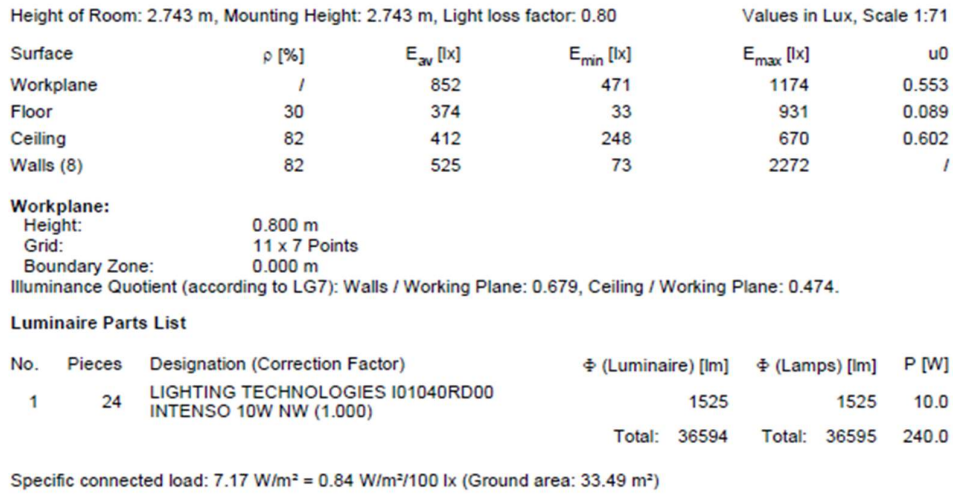 Height of Room: 2.743 m, Mounting Height: 2.743 m, Light loss factor: 0.80 Values in Lux, Scale 1:71
Surface ρ [%] Eav [lx] Emin [lx] Emax [lx] u0
Workplane / 852 471 1174 0.553
Floor 30 374 33 931 0.089
Ceiling 82 412 248 670 0.602
Walls (8) 82 525 73 2272 /
Workplane:
Height: 0.800 m
Grid: 11 x 7 Points
Boundary Zone: 0.000 m
Illuminance Quotient (according to LG7): Walls / Working Plane: 0.679, Ceiling / Working Plane: 0.474.
Luminaire Parts List
No. Pieces Designation (Correction Factor) Φ (Luminaire) [lm] Φ (Lamps) [lm] P [W]
1 24 LIGHTING TECHNOLOGIES I01040RD00
INTENSO 10W NW (1.000) 1525 1525 10.0
Total: 36594 Total: 36595 240.0
Specific connected load: 7.17 W/m² = 0.84 W/m²/100 lx (Ground area: 33.49 m²)